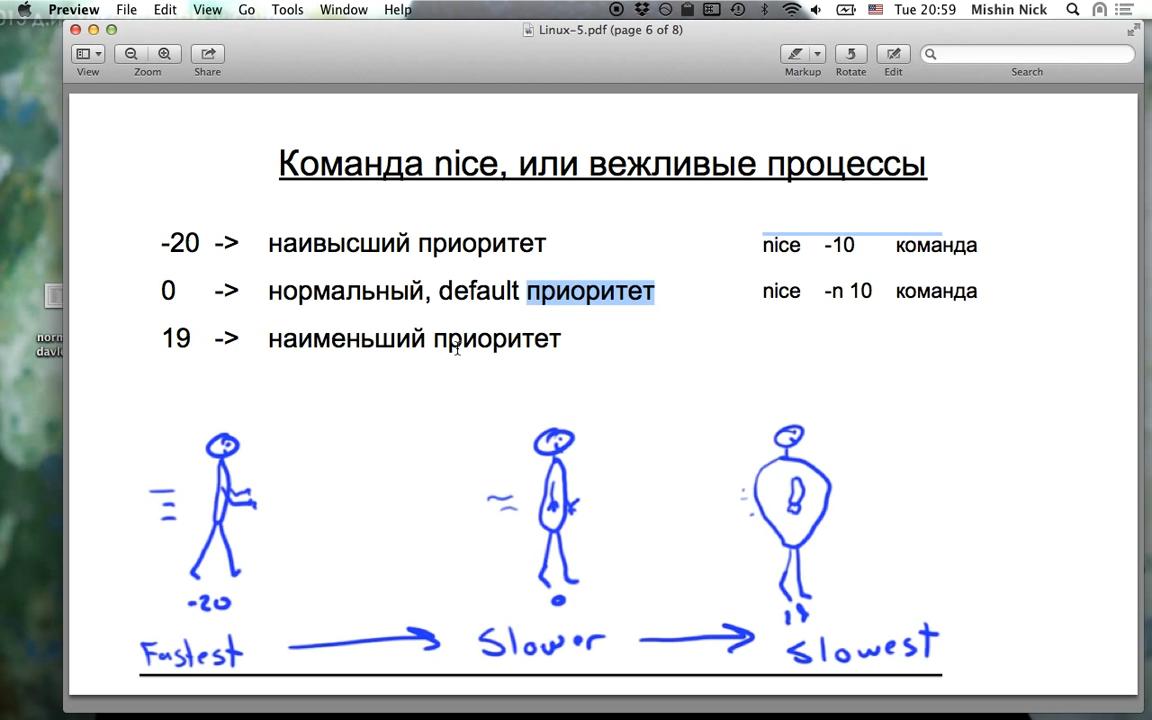 Preview File Edit View Go Tools Window Help Tue 20:59 Mishin Nick
Linux-5.pdf (page 6 of 8)
View Zoom Share Markup Rotate Edit Search
Команда nice, или вежливые процессы
-20 -> наивысший приоритет nice -10 команда
0 -> нормальный, default приоритет nice -n 10 команда
19 -> наименьший приоритет
-20 0 19
Fastest Slower Slowest